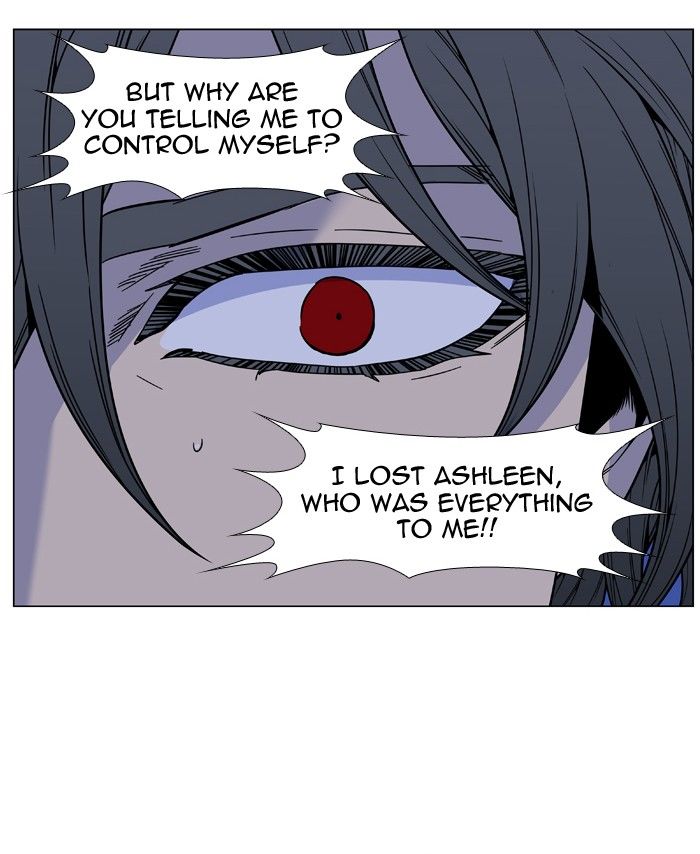 BUT WHY ARE
YOU TELLING ME TO
CONTROL MYSELF?
I LOST ASHLEEN,
WHO WAS EVERYTHING
TO ME!!